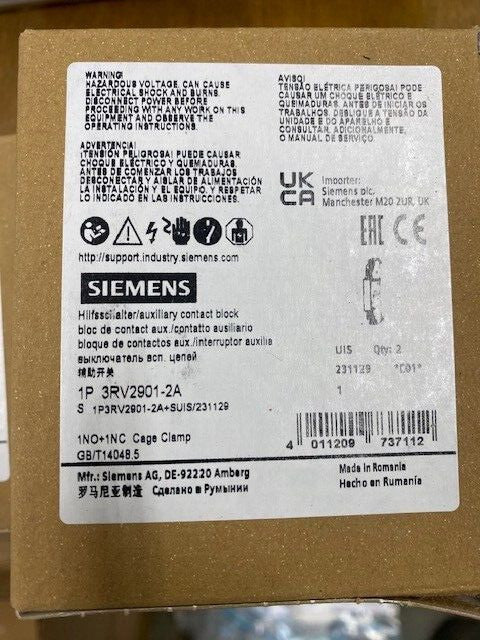 WARNING!
HAZARDOUS VOLTAGE CAN CAUSE
ELECTRICAL SHOCK AND BURNS.
DISCONNECT POWER BEFORE
PROCEEDING WITH ANY WORK ON THIS
EQUIPMENT AND OBSERVE THE
OPERATING INSTRUCTIONS.
ADVERTENCIA!
¡TENSIÓN PELIGROSA! PUEDE CAUSAR
CHOQUE ELÉCTRICO Y QUEMADURAS.
ANTES DE COMENZAR LOS TRABAJOS
DESCONECTAR Y AISLAR DE ALIMENTACIÓN
LA INSTALACIÓN Y EL EQUIPO. Y RESPETAR
LO INDICADO EN LAS INSTRUCCIONES.
AVISO!
TENSÃO ELÉTRICA PERIGOSA! PODE
CAUSAR UM CHOQUE ELÉTRICO E
QUEIMADURAS. ANTES DE INICIAR OS
TRABALHOS, DESLIGUE A TENSÃO DA
UNIDADE E DO APARELHO E
CONSULTAR, ADICIONALMENTE,
O MANUAL DE SERVIÇO.
UK
CA
Importer:
Siemens plc,
Manchester M20 2UR, UK
EAC CE
http://support.industry.siemens.com
SIEMENS
Hilfsschalter/auxiliary contact block
bloc de contact aux./contatto ausiliario
bloque de contactos aux./interruptor auxilia
выключатель всп. цепей
辅助开关
UIS Qty: 2
231129 *C01*
1
1P 3RV2901-2A
S 1P3RV2901-2A+SUIS/231129
1NO+1NC Cage Clamp
GB/T14048.5
4 011209 737112
Mfr.: Siemens AG, DE-92220 Amberg
罗马尼亚制造 Сделано в Румынии
Made in Romania
Hecho en Rumanía